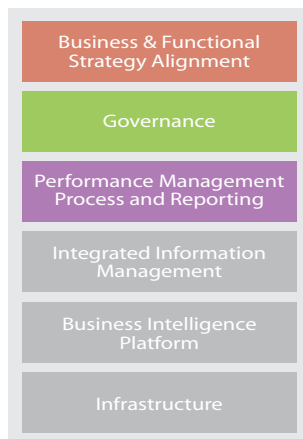 Business & Functional
Strategy Alignment
Governance
Performance Management
Process and Reporting
Integrated Information
Management
Business Intelligence
Platform
Infrastructure